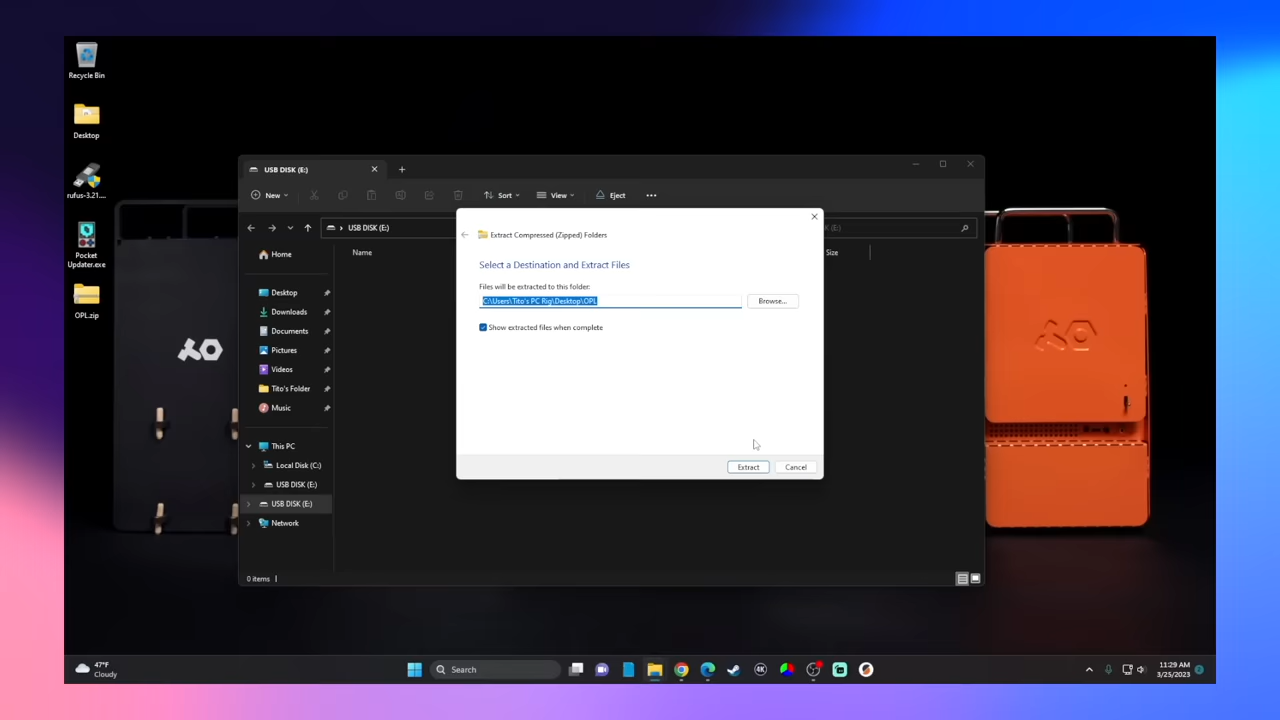 Recycle Bin
Desktop
rufus-3.21....
Pocket
Updater.exe
OPL.zip
USB DISK (E:)
New
Sort
View
Eject
USB DISK (E:)
Name
Size
Home
Desktop
Downloads
Documents
Pictures
Videos
Tito's Folder
Music
This PC
Local Disk (C:)
USB DISK (E:)
USB DISK (E:)
Network
0 items
Extract Compressed (Zipped) Folders
Select a Destination and Extract Files
Files will be extracted to this folder:
C:\Users\Tito's PC Rig\Desktop\OPL
Browse...
Show extracted files when complete
Extract
Cancel
47°F
Cloudy
Search
4K
11:29 AM
3/25/2023